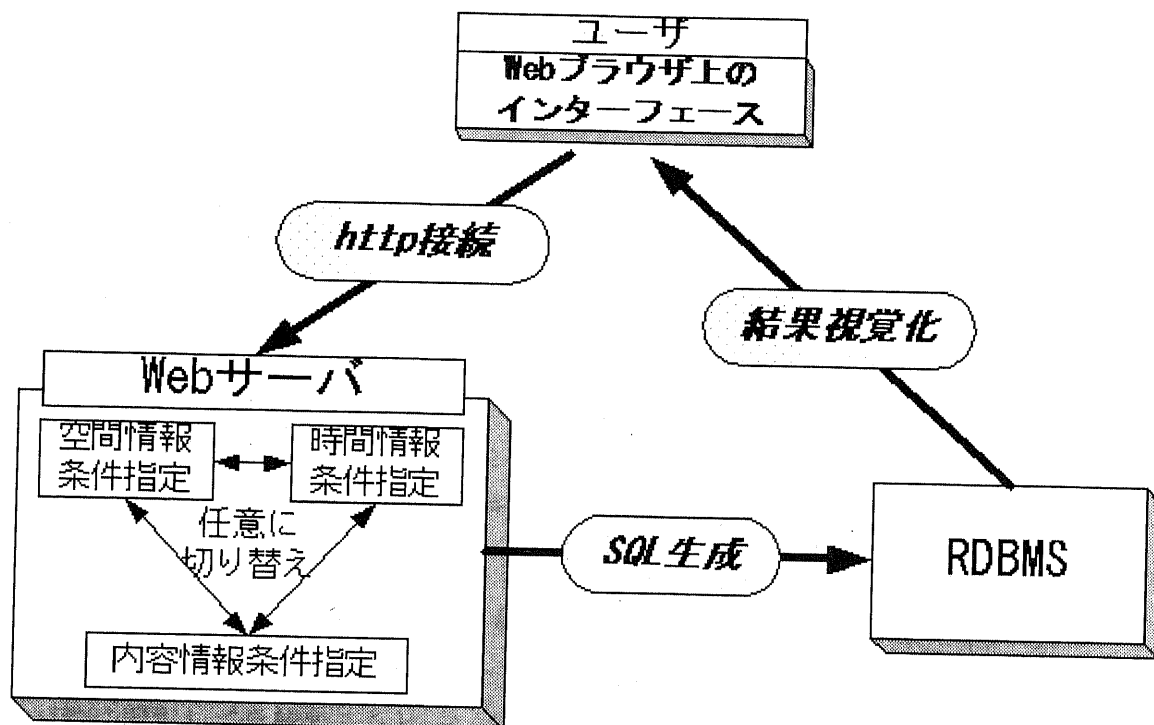 ユーザ
Webブラウザ上の
インターフェース
http接続
結果視覚化
Webサーバ
空間情報
条件指定
時間情報
条件指定
任意に
切り替え
内容情報条件指定
SQL生成
RDBMS